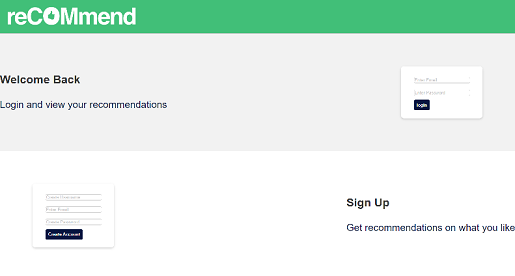 reCOMmend
Welcome Back
Login and view your recommendations
Enter Email
Enter Password
login
Create Username
Enter Email
Create Password
Create Account
Sign Up
Get recommendations on what you like